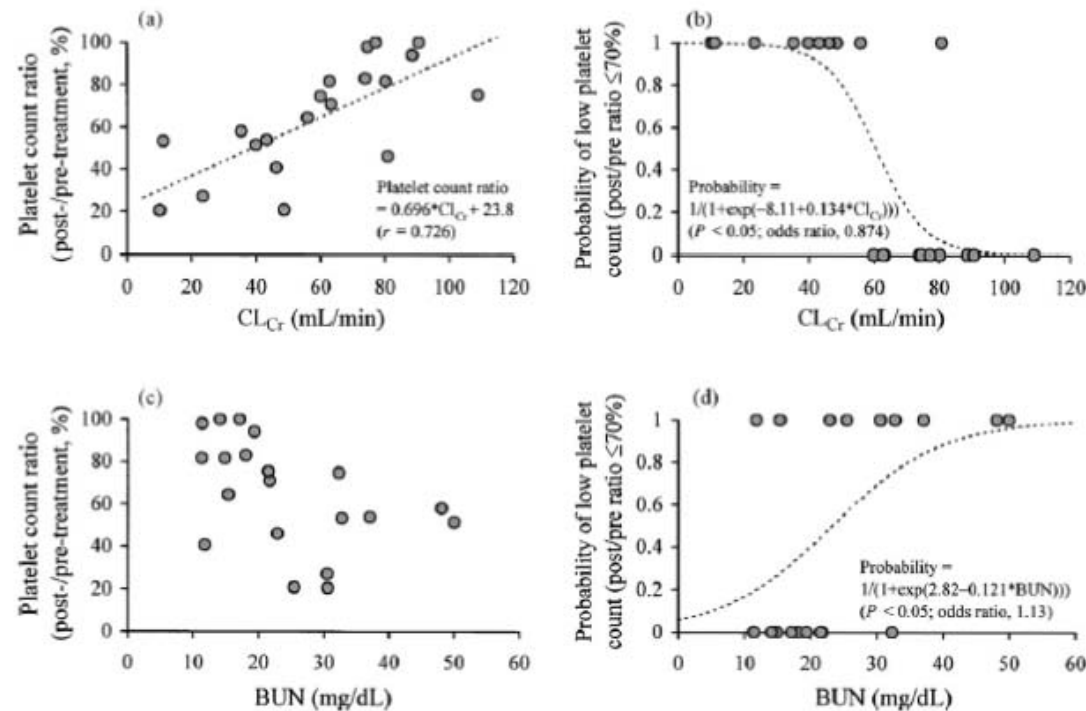 (a)
Platelet count ratio
(post-/pre-treatment, %)
100
80
60
40
20
0
Platelet count ratio
= 0.696*Cl_Cr + 23.8
(r = 0.726)
0 20 40 60 80 100 120
CL_Cr (mL/min)
(b)
Probability of low platelet
count (post/pre ratio ≤70%)
1
0.8
0.6
0.4
0.2
0
Probability =
1/(1+exp(−8.11+0.134*Cl_Cr)))
(P < 0.05; odds ratio, 0.874)
0 20 40 60 80 100 120
CL_Cr (mL/min)
(c)
Platelet count ratio
(post-/pre-treatment, %)
100
80
60
40
20
0
0 10 20 30 40 50 60
BUN (mg/dL)
(d)
Probability of low platelet
count (post/pre ratio ≤70%)
1
0.8
0.6
0.4
0.2
0
Probability =
1/(1+exp(2.82−0.121*BUN)))
(P < 0.05; odds ratio, 1.13)
0 10 20 30 40 50 60
BUN (mg/dL)